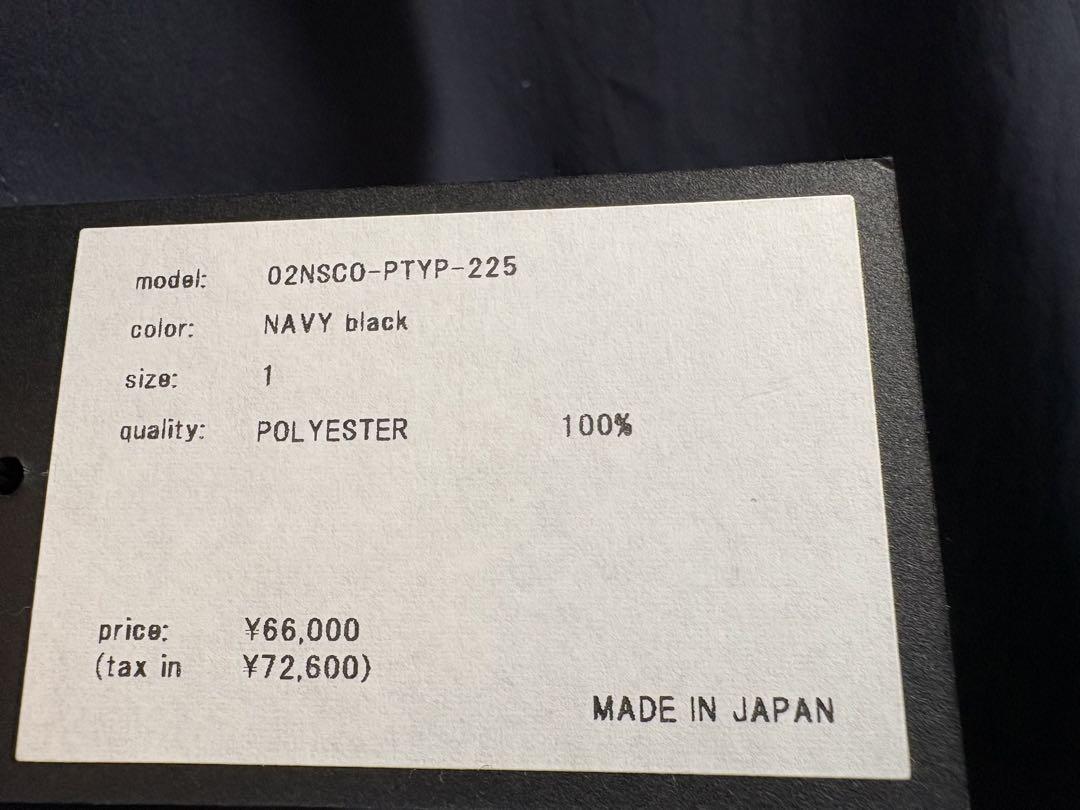 model: 02NSCO-PTYP-225
color: NAVY black
size: 1
quality: POLYESTER 100%
price: ¥66,000
(tax in ¥72,600)
MADE IN JAPAN